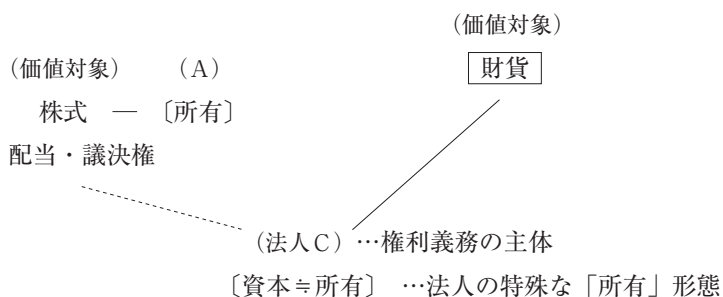 （価値対象）
（価値対象）　（A）
財貨
株式　―　〔所有〕
配当・議決権
（法人C）…権利義務の主体
〔資本≒所有〕　…法人の特殊な「所有」形態